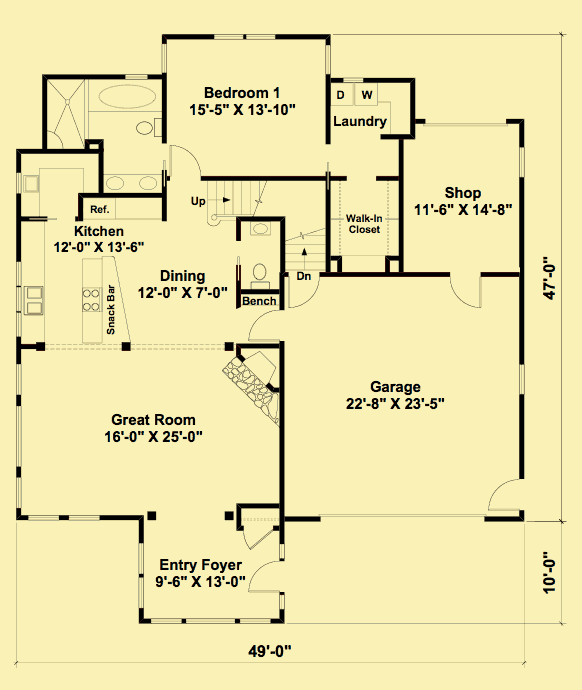 Bedroom 1
15'-5" X 13'-10"
D W
Laundry
Shop
11'-6" X 14'-8"
Up
Ref.
Walk-In
Closet
Kitchen
12'-0" X 13'-6"
Dining
12'-0" X 7'-0"
Dn
Snack Bar
Bench
47'-0"
Garage
22'-8" X 23'-5"
Great Room
16'-0" X 25'-0"
Entry Foyer
9'-6" X 13'-0"
10'-0"
49'-0"